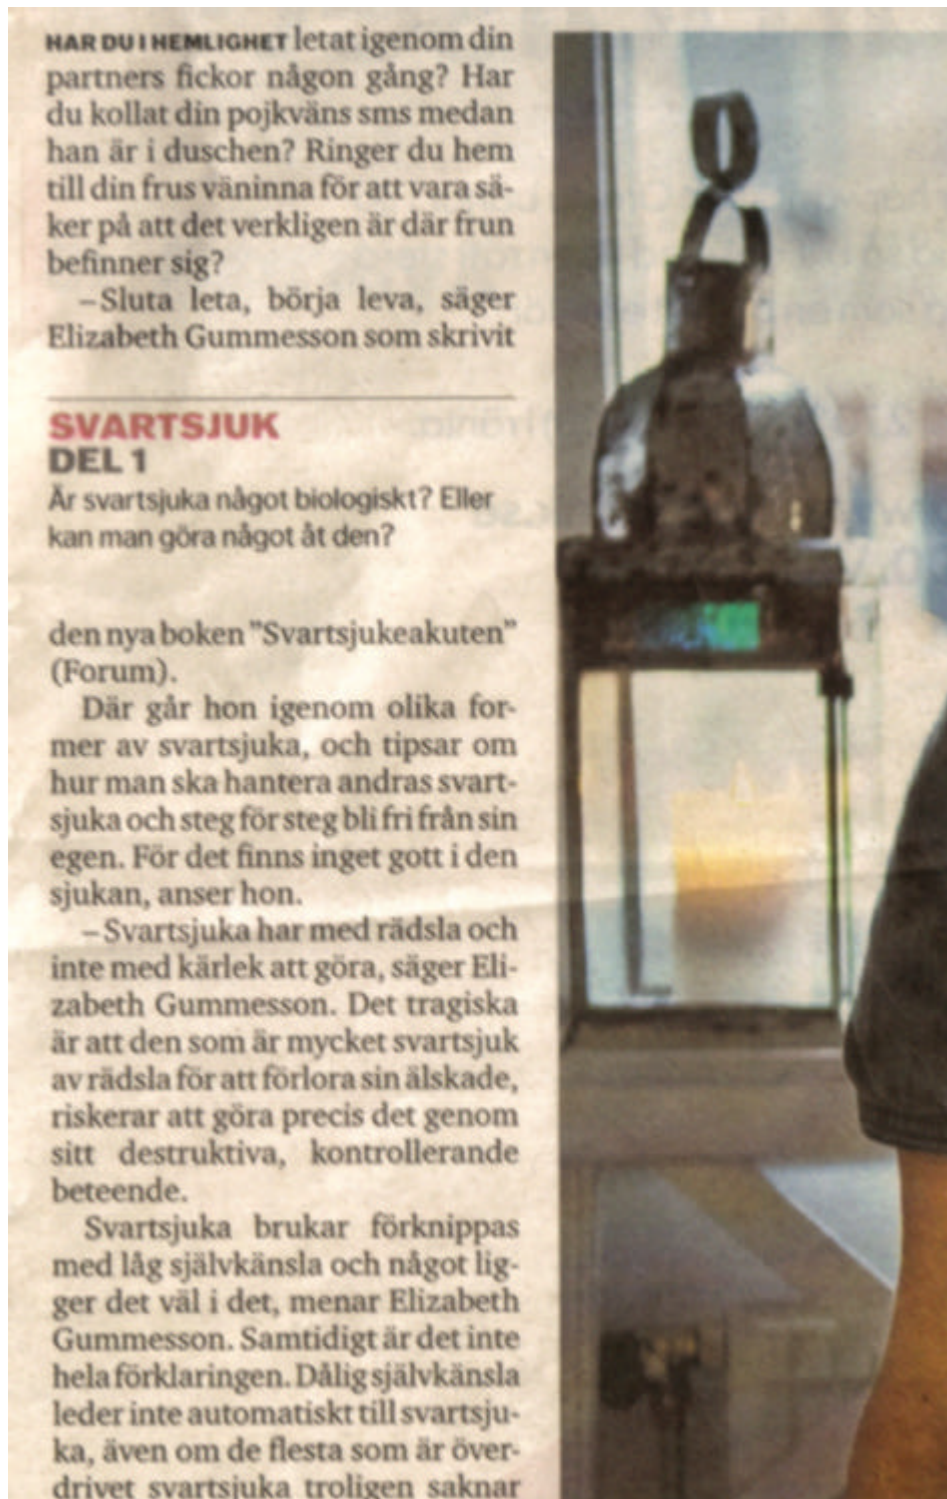 HAR DU I HEMLIGHET letat igenom din
partners fickor någon gång? Har
du kollat din pojkväns sms medan
han är i duschen? Ringer du hem
till din frus väninna för att vara sä-
ker på att det verkligen är där frun
befinner sig?
–Sluta leta, börja leva, säger
Elizabeth Gummesson som skrivit
SVARTSJUK
DEL 1
Är svartsjuka något biologiskt? Eller
kan man göra något åt den?
den nya boken ”Svartsjukeakuten”
(Forum).
Där går hon igenom olika for-
mer av svartsjuka, och tipsar om
hur man ska hantera andras svart-
sjuka och steg för steg bli fri från sin
egen. För det finns inget gott i den
sjukan, anser hon.
–Svartsjuka har med rädsla och
inte med kärlek att göra, säger Eli-
zabeth Gummesson. Det tragiska
är att den som är mycket svartsjuk
av rädsla för att förlora sin älskade,
riskerar att göra precis det genom
sitt destruktiva, kontrollerande
beteende.
Svartsjuka brukar förknippas
med låg självkänsla och något lig-
ger det väl i det, menar Elizabeth
Gummesson. Samtidigt är det inte
hela förklaringen. Dålig självkänsla
leder inte automatiskt till svartsju-
ka, även om de flesta som är över-
drivet svartsjuka troligen saknar